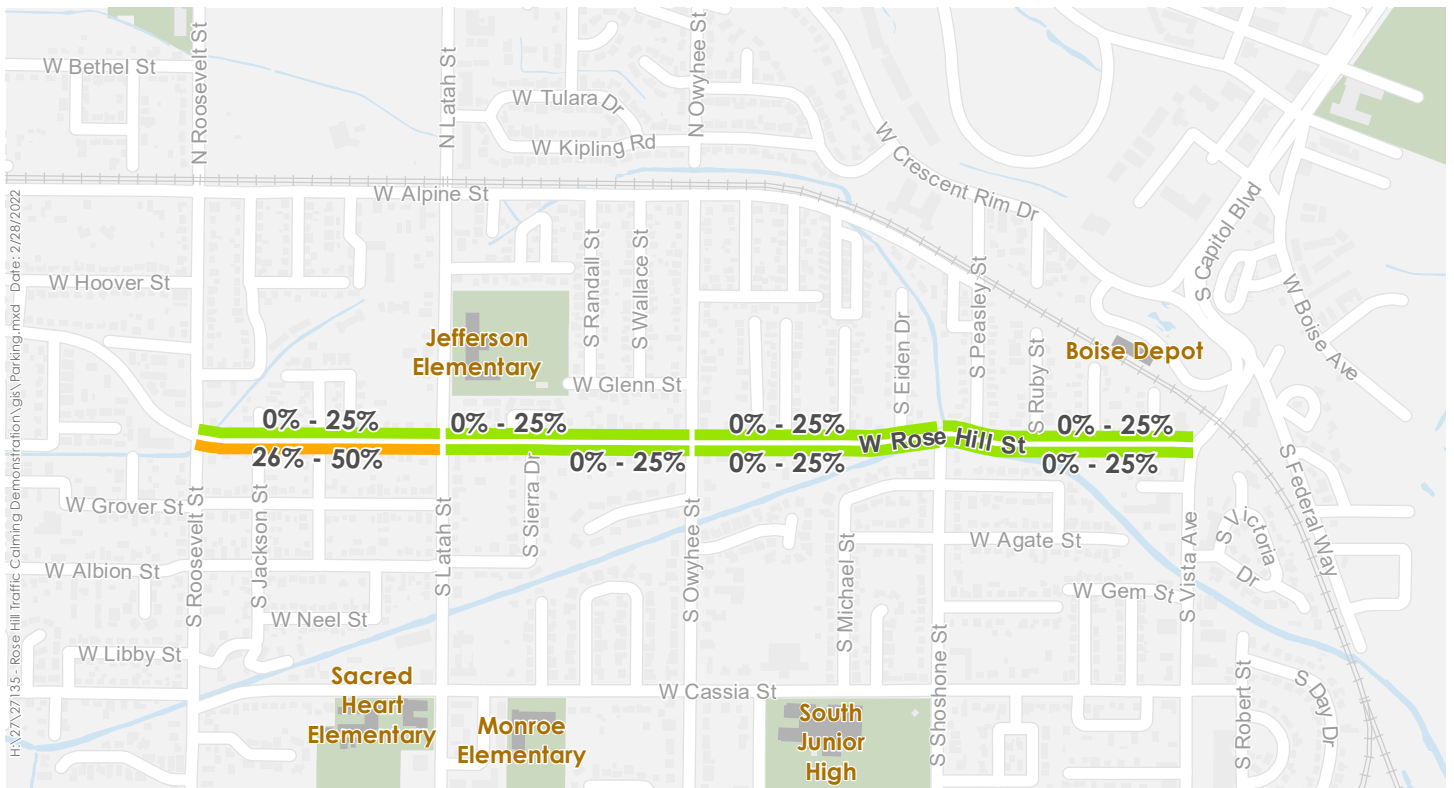 W Bethel St
N Roosevelt St
N Latah St
W Tulara Dr
N Owyhee St
W Kipling Rd
W Crescent Rim Dr
W Alpine St
S Capitol Blvd
W Hoover St
S Randall St
S Wallace St
S Eiden Dr
S Peasley St
S Ruby St
W Boise Ave
Jefferson
Elementary
Boise Depot
W Glenn St
0% - 25%
0% - 25%
0% - 25%
0% - 25%
W Rose Hill St
26% - 50%
0% - 25%
0% - 25%
0% - 25%
W Grover St
S Roosevelt St
S Jackson St
S Latah St
S Sierra Dr
S Owyhee St
S Michael St
W Agate St
S Vista Ave
S Victoria Dr
S Federal Way
W Albion St
W Neel St
W Gem St
W Libby St
W Cassia St
S Shoshone St
S Robert St
S Day Dr
Sacred
Heart
Elementary
Monroe
Elementary
South
Junior
High
H:\27\27135 - Rose Hill Traffic Calming Demonstration\gis\Parking.mxd Date: 2/28/2022